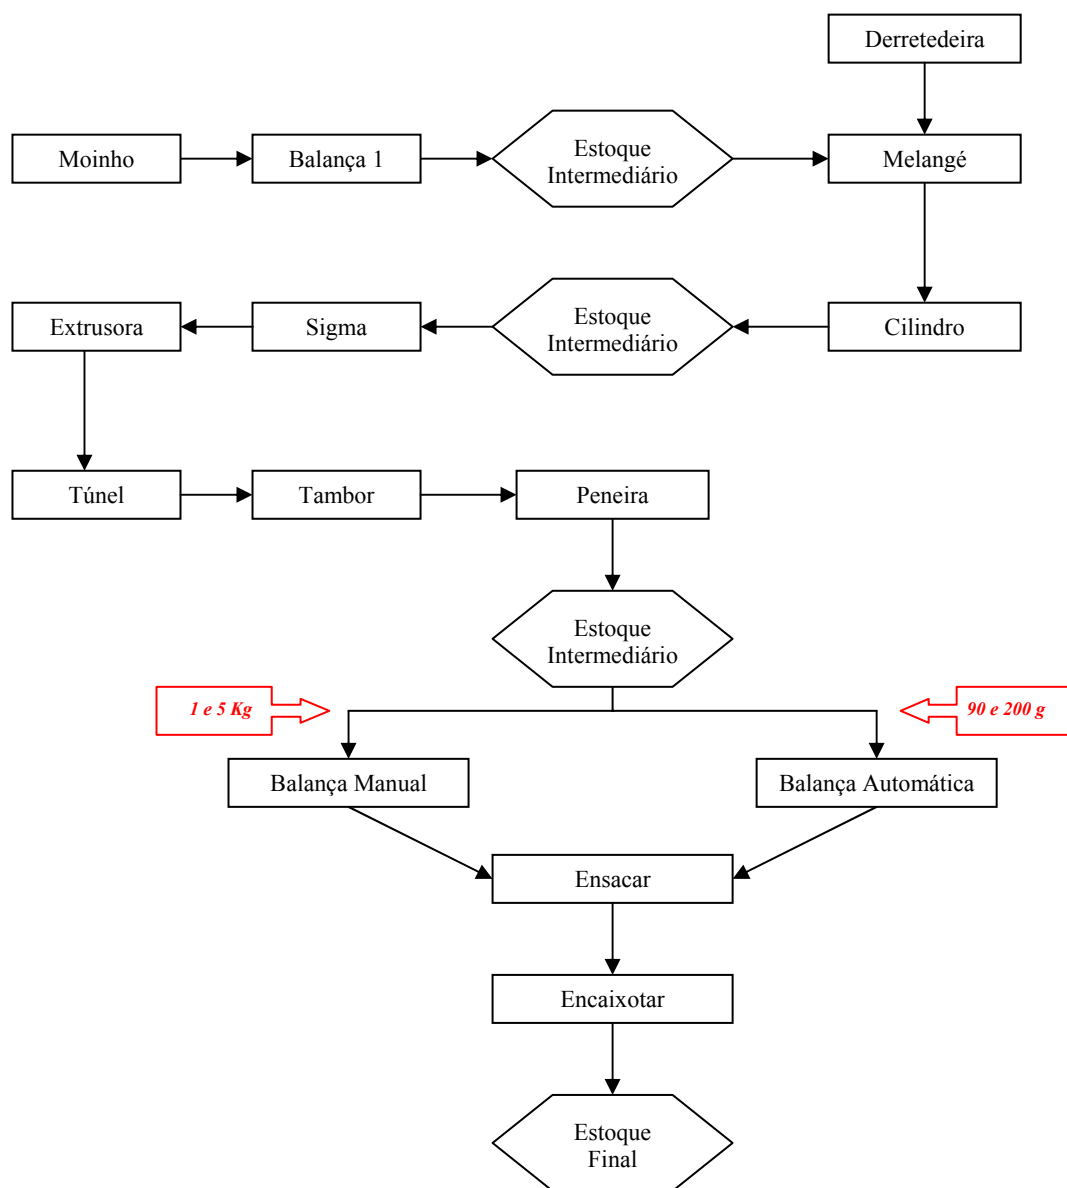 Derretedeira
Moinho
Balança 1
Estoque
Intermediário
Melangé
Extrusora
Sigma
Estoque
Intermediário
Cilindro
Túnel
Tambor
Peneira
Estoque
Intermediário
1 e 5 Kg
90 e 200 g
Balança Manual
Balança Automática
Ensacar
Encaixotar
Estoque
Final